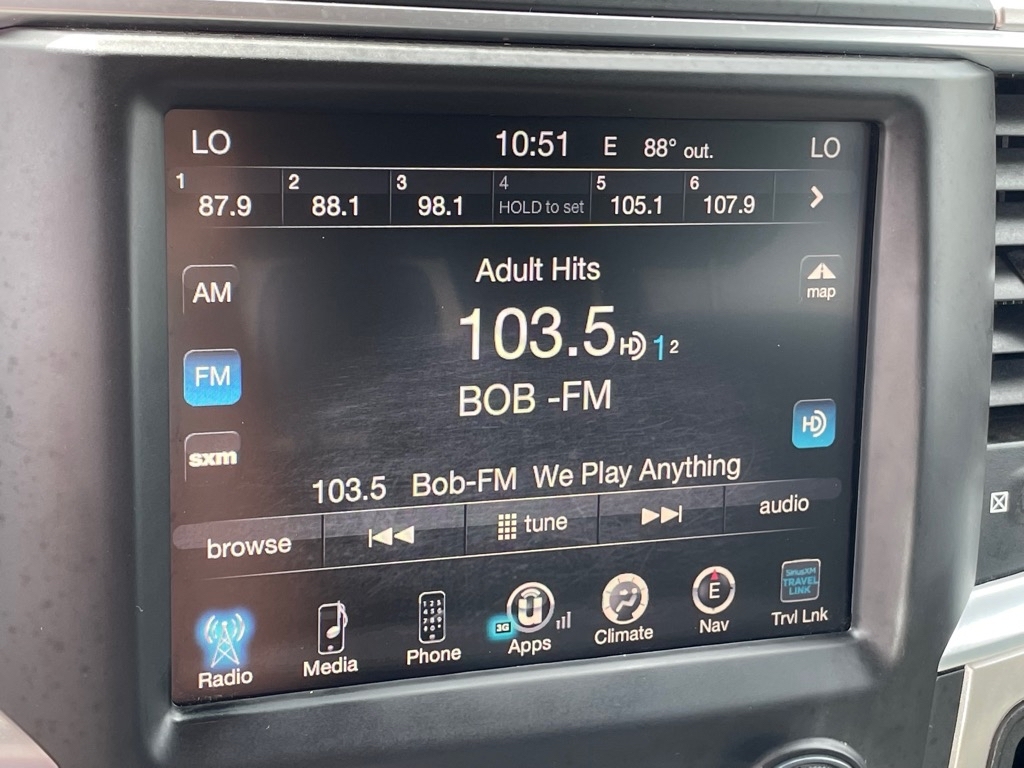 LO 10:51 E 88° out. LO
1 87.9 2 88.1 3 98.1 4 HOLD to set 5 105.1 6 107.9
Adult Hits
AM
map
103.5 HD 1 2
FM
BOB -FM
HD
sxm
103.5 Bob-FM We Play Anything
browse tune audio
SiriusXM
TRAVEL
LINK
E
3G
Radio Media Phone Apps Climate Nav Trvl Lnk